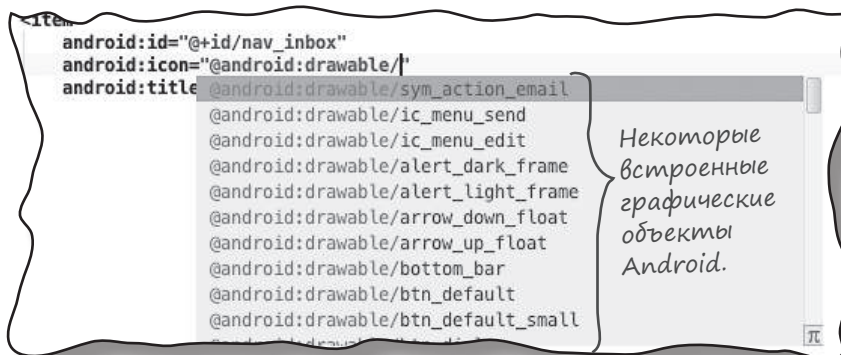 <item
android:id="@+id/nav_inbox"
android:icon="@android:drawable/"
android:title
@android:drawable/sym_action_email
@android:drawable/ic_menu_send
@android:drawable/ic_menu_edit
@android:drawable/alert_dark_frame
@android:drawable/alert_light_frame
@android:drawable/arrow_down_float
@android:drawable/arrow_up_float
@android:drawable/bottom_bar
@android:drawable/btn_default
@android:drawable/btn_default_small
Некоторые
встроенные
графические
объекты
Android.
π